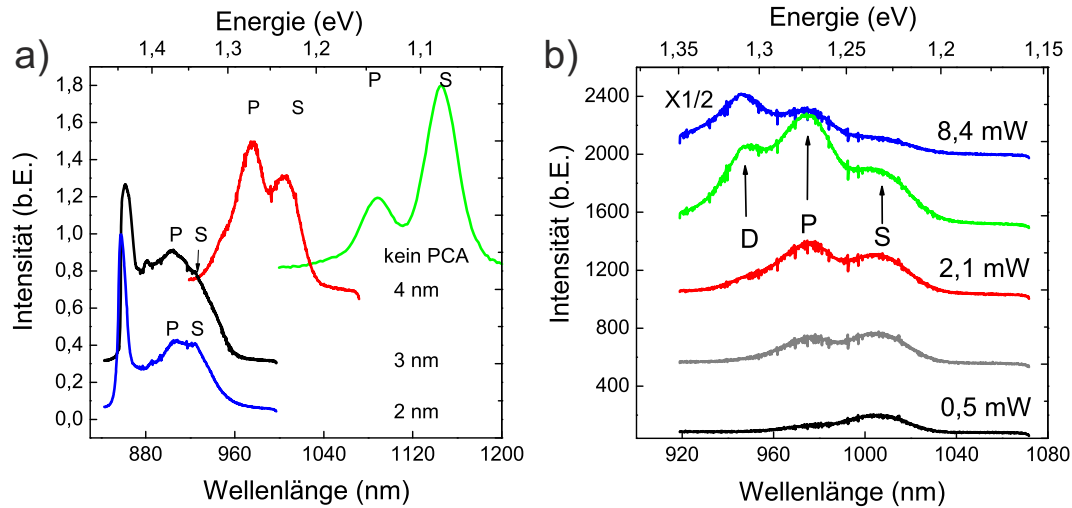 a)
Energie (eV)
1,4 1,3 1,2 1,1
Intensität (b.E.)
1,8
1,6
1,4
1,2
1,0
0,8
0,6
0,4
0,2
0,0
P S
P S
P S
P S
kein PCA
4 nm
3 nm
2 nm
880 960 1040 1120 1200
Wellenlänge (nm)
b)
Energie (eV)
1,35 1,3 1,25 1,2 1,15
Intensität (b.E.)
2400
2000
1600
1200
800
400
X1/2
8,4 mW
D P S
2,1 mW
0,5 mW
920 960 1000 1040 1080
Wellenlänge (nm)